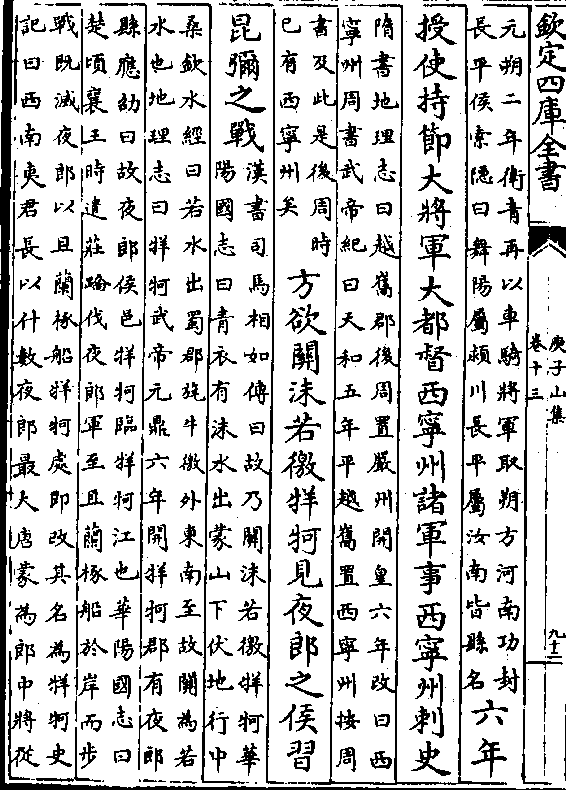 欽定四庫全書
庚子山集
卷十三
九十二
元朔二年衛青再以車騎將軍取朔方河南功封
長平侯索隱曰舞陽屬潁川長平屬汝南皆縣名
六年
授使持節大將軍大都督西寧州諸軍事西寧州刺史
隋書地理志曰越巂郡後周置嚴州開皇六年改曰西
寧州周書武帝紀曰天和五年平越巂置西寧州按周
書及此是後周時
已有西寧州矣
方欲關沫若徼牂牁見夜郎之侯習
昆彌之戰
漢書司馬相如傳曰故乃關沫若徼牂牁華
陽國志曰青衣有沫水出蒙山下伏地行中
桑欽水經曰若水出蜀郡旄牛徼外東南至故關為若
水也地理志曰牂牁武帝元鼎六年開牂牁郡有夜郎
縣應劭曰故夜郎侯邑牂牁臨牂牁江也華陽國志曰
楚頃襄王時遣莊蹻伐夜郎軍至且蘭椓船於岸而步
戰既滅夜郎以且蘭椓船牂牁處即改其名為牂牁史
記曰西南夷君長以什數夜郎最大唐蒙為郎中將從